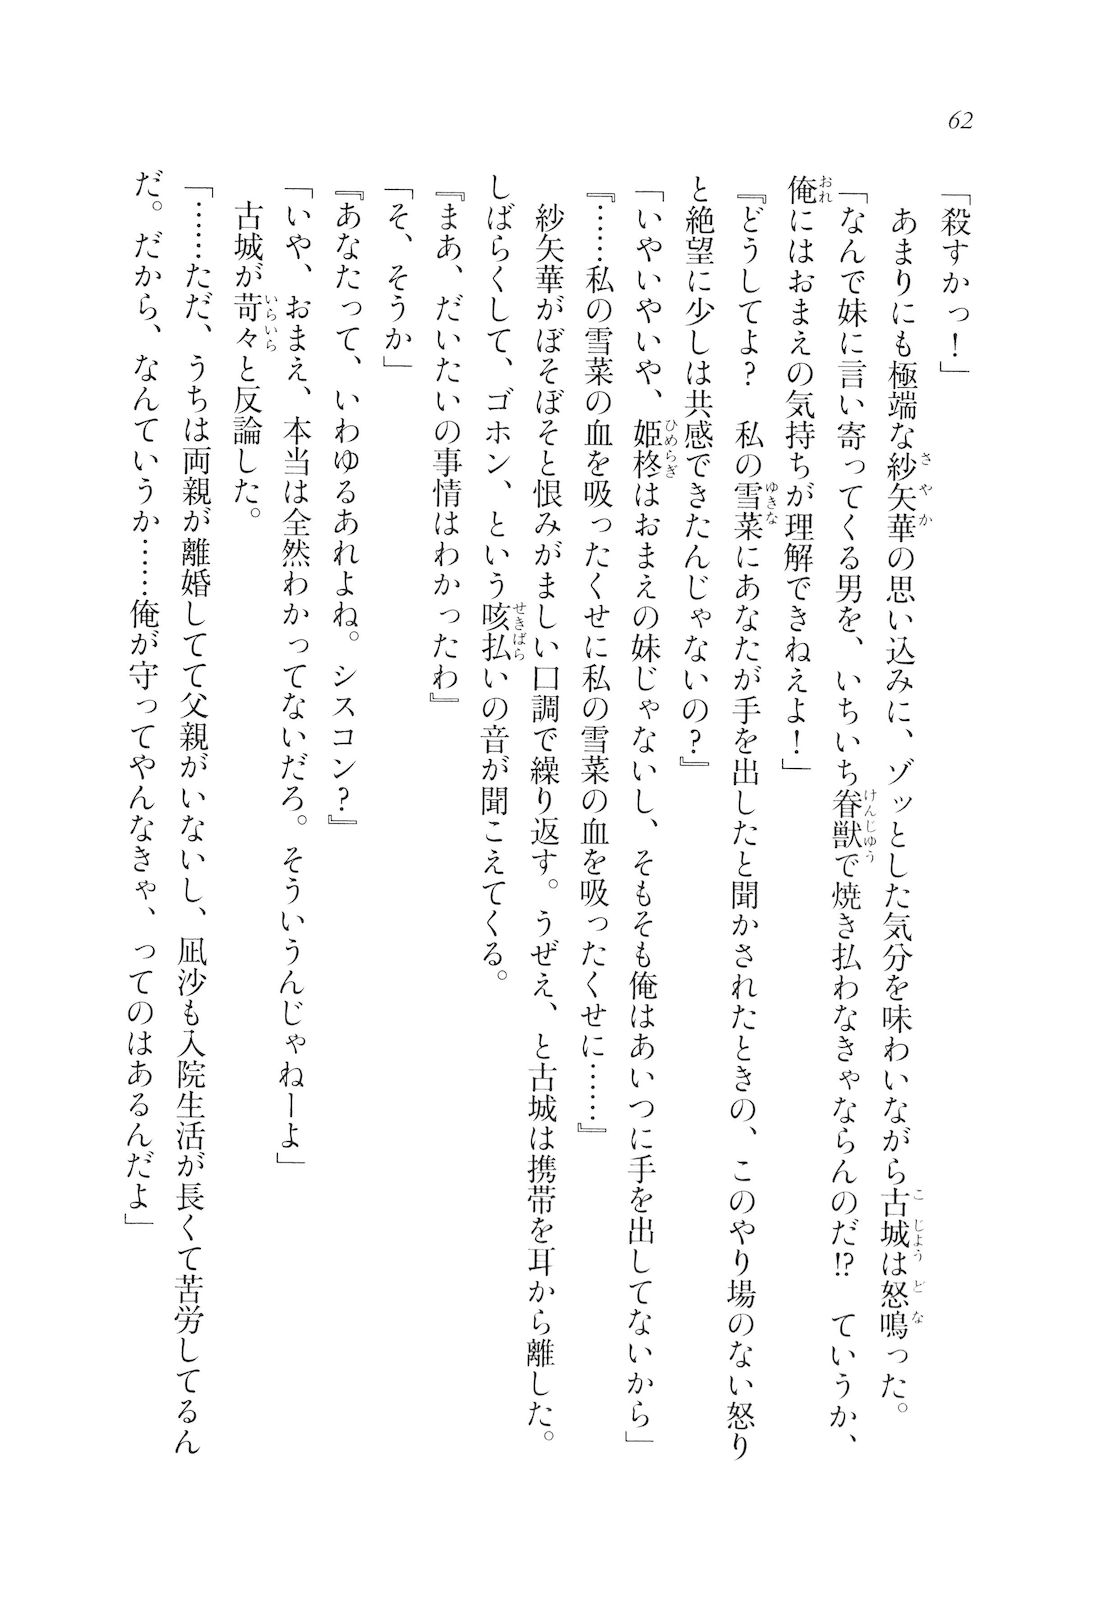 62
「殺すかっ！」
　あまりにも極端な紗矢華の思い込みに、ゾッとした気分を味わいながら古城は怒鳴った。
「なんで妹に言い寄ってくる男を、いちいち眷獣で焼き払わなきゃならんのだ!?　ていうか、
俺にはおまえの気持ちが理解できねえよ！」
『どうしてよ？　私の雪菜にあなたが手を出したと聞かされたときの、このやり場のない怒り
と絶望に少しは共感できたんじゃないの？』
「いやいやいや、姫柊はおまえの妹じゃないし、そもそも俺はあいつに手を出してないから」
『……私の雪菜の血を吸ったくせに私の雪菜の血を吸ったくせに……』
　紗矢華がぼそぼそと恨みがましい口調で繰り返す。うぜえ、と古城は携帯を耳から離した。
しばらくして、ゴホン、という咳払いの音が聞こえてくる。
『まあ、だいたいの事情はわかったわ』
「そ、そうか」
『あなたって、いわゆるあれよね。シスコン？』
「いや、おまえ、本当は全然わかってないだろ。そういうんじゃねーよ」
　古城が苛々と反論した。
「……ただ、うちは両親が離婚してて父親がいないし、凪沙も入院生活が長くて苦労してるん
だ。だから、なんていうか……俺が守ってやんなきゃ、ってのはあるんだよ」